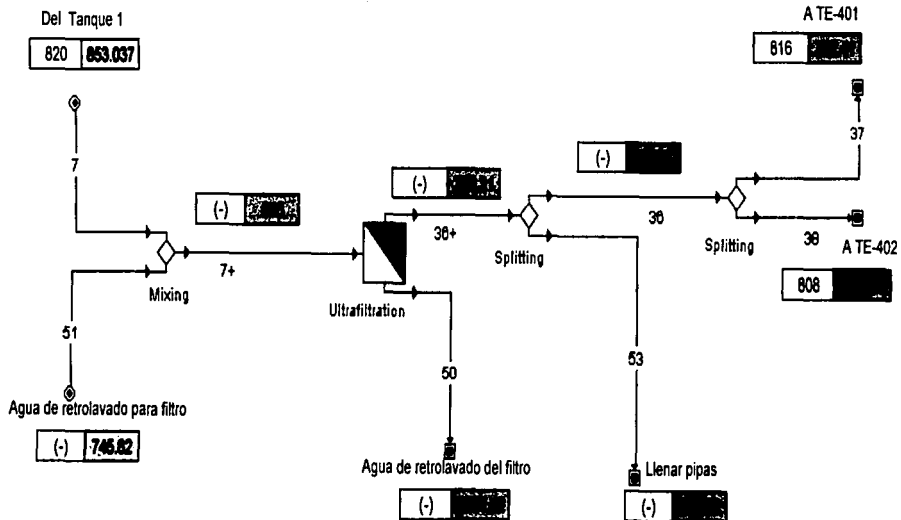 Del Tanque 1
820 853.037
A TE-401
816
7
37
(-)
(-)
(-)
7+
36+
36
38
Mixing
Splitting
Splitting
A TE-402
Ultrafiltration
808
51
50
53
Agua de retrolavado para filtro
(-) 745.82
Agua de retrolavado del filtro
(-)
Llenar pipas
(-)